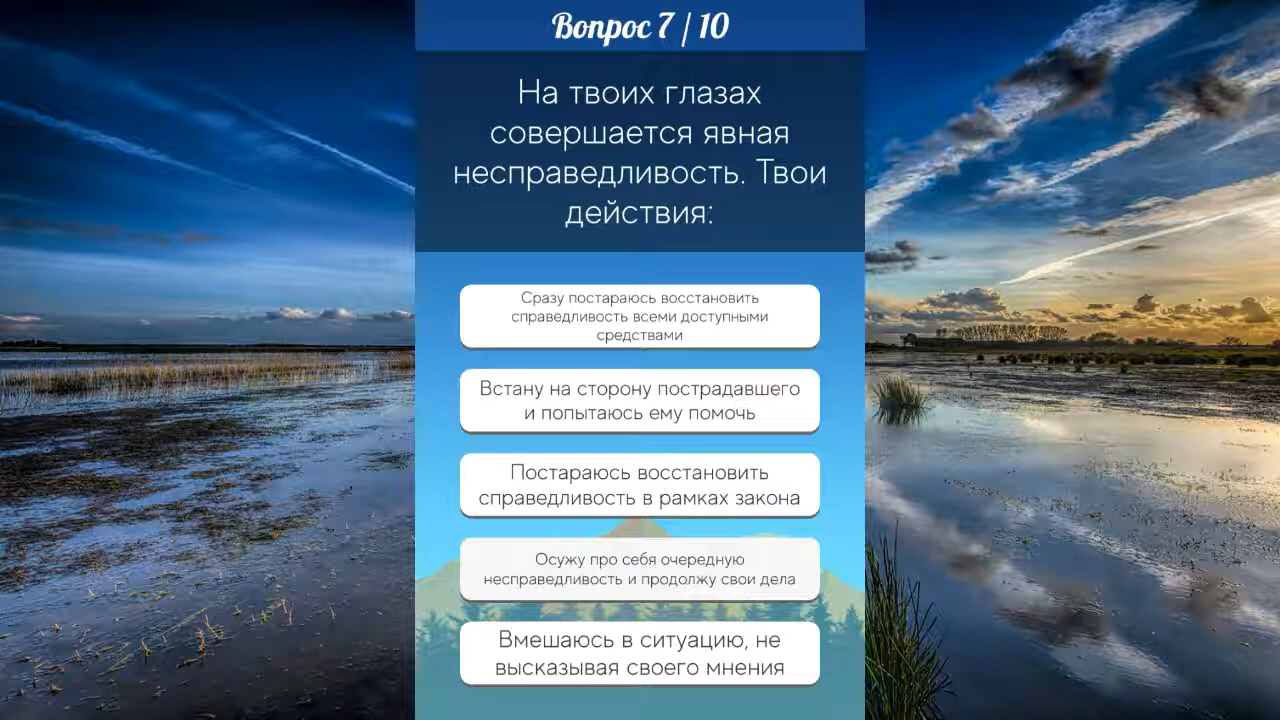 Вопрос 7 / 10
На твоих глазах
совершается явная
несправедливость. Твои
действия:
Сразу постараюсь восстановить
справедливость всеми доступными
средствами
Встану на сторону пострадавшего
и попытаюсь ему помочь
Постараюсь восстановить
справедливость в рамках закона
Осужу про себя очередную
несправедливость и продолжу свои дела
Вмешаюсь в ситуацию, не
высказывая своего мнения